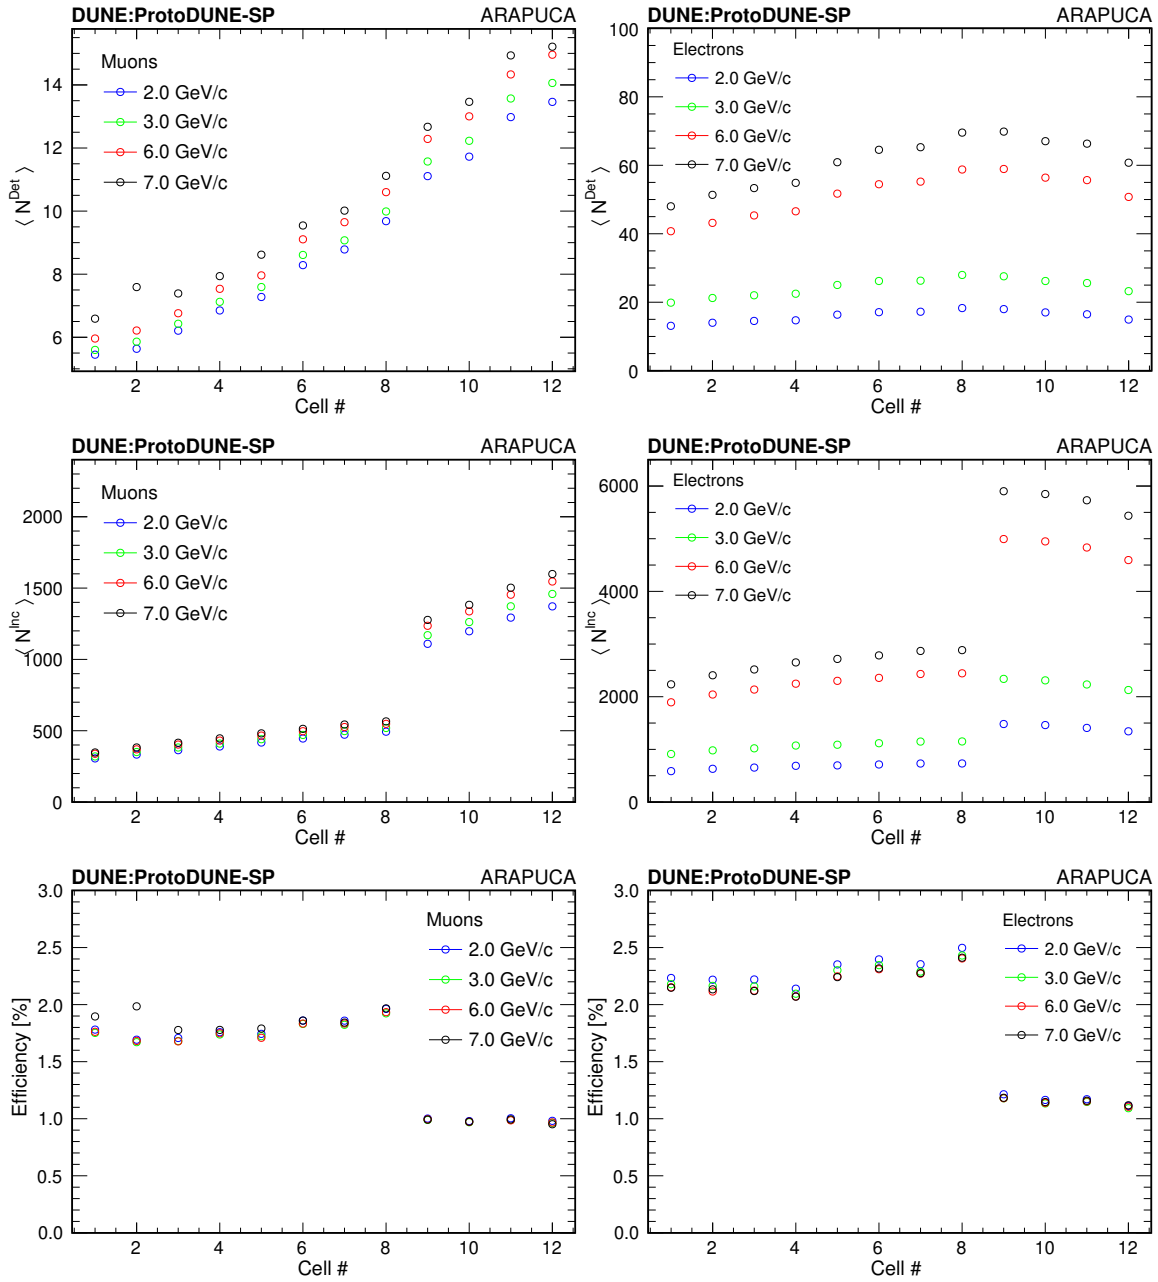 DUNE:ProtoDUNE-SP ARAPUCA
Muons
2.0 GeV/c
3.0 GeV/c
6.0 GeV/c
7.0 GeV/c
⟨ N^Det ⟩
14
12
10
8
6
2 4 6 8 10 12
Cell #
DUNE:ProtoDUNE-SP ARAPUCA
Electrons
2.0 GeV/c
3.0 GeV/c
6.0 GeV/c
7.0 GeV/c
⟨ N^Det ⟩
100
80
60
40
20
0
2 4 6 8 10 12
Cell #
DUNE:ProtoDUNE-SP ARAPUCA
Muons
2.0 GeV/c
3.0 GeV/c
6.0 GeV/c
7.0 GeV/c
⟨ N^Inc ⟩
2000
1500
1000
500
0
2 4 6 8 10 12
Cell #
DUNE:ProtoDUNE-SP ARAPUCA
Electrons
2.0 GeV/c
3.0 GeV/c
6.0 GeV/c
7.0 GeV/c
⟨ N^Inc ⟩
6000
4000
2000
0
2 4 6 8 10 12
Cell #
DUNE:ProtoDUNE-SP ARAPUCA
Muons
2.0 GeV/c
3.0 GeV/c
6.0 GeV/c
7.0 GeV/c
Efficiency [%]
3.0
2.5
2.0
1.5
1.0
0.5
0.0
2 4 6 8 10 12
Cell #
DUNE:ProtoDUNE-SP ARAPUCA
Electrons
2.0 GeV/c
3.0 GeV/c
6.0 GeV/c
7.0 GeV/c
Efficiency [%]
3.0
2.5
2.0
1.5
1.0
0.5
0.0
2 4 6 8 10 12
Cell #